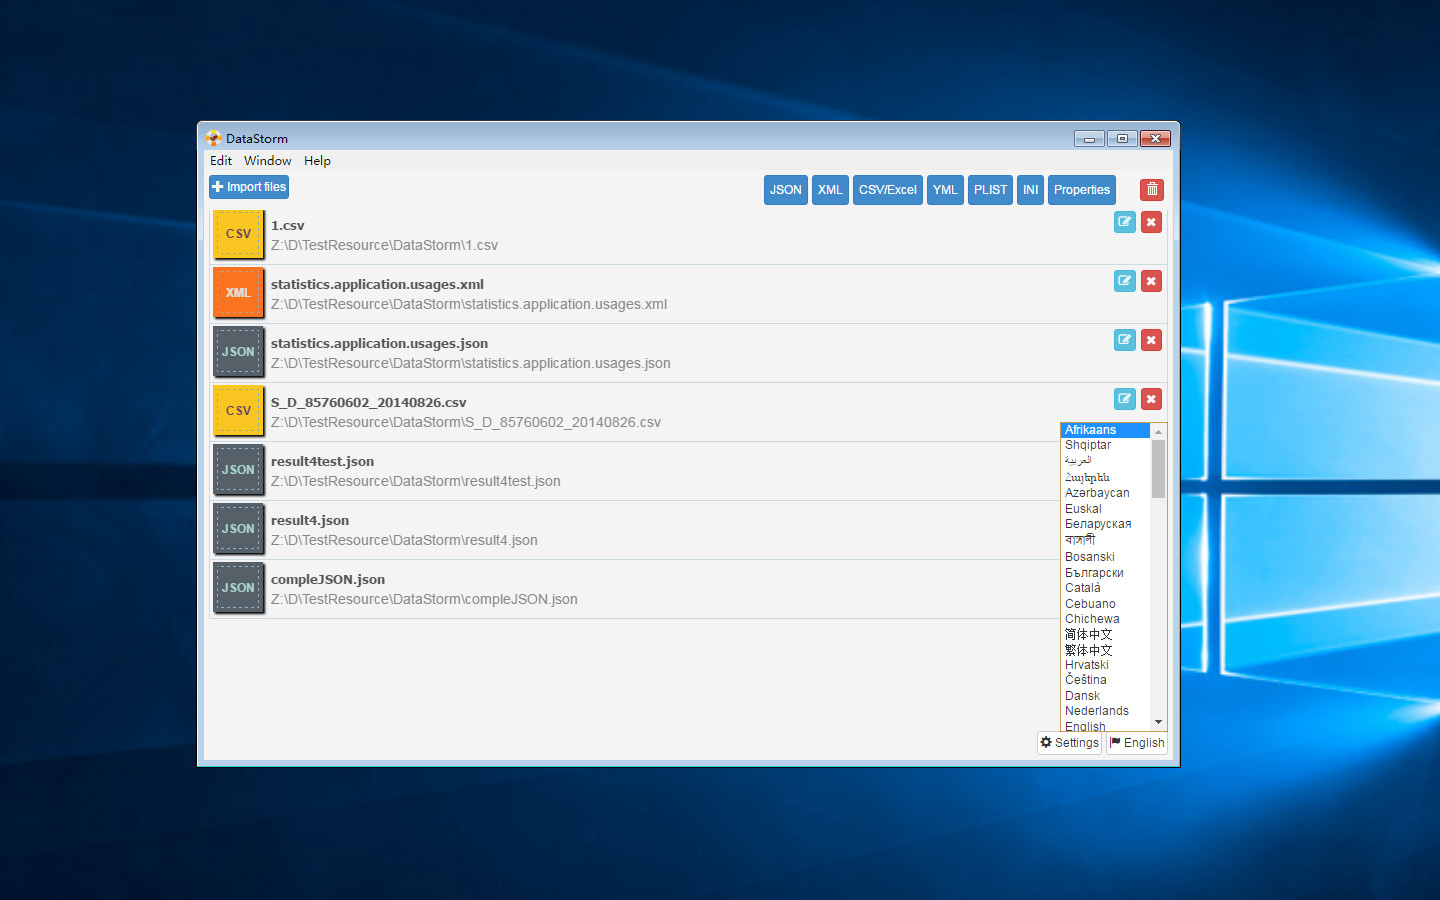 DataStorm
Edit Window Help
Import files
JSON XML CSV/Excel YML PLIST INI Properties
CSV
1.csv
Z:\D\TestResource\DataStorm\1.csv
XML
statistics.application.usages.xml
Z:\D\TestResource\DataStorm\statistics.application.usages.xml
JSON
statistics.application.usages.json
Z:\D\TestResource\DataStorm\statistics.application.usages.json
CSV
S_D_85760602_20140826.csv
Z:\D\TestResource\DataStorm\S_D_85760602_20140826.csv
JSON
result4test.json
Z:\D\TestResource\DataStorm\result4test.json
JSON
result4.json
Z:\D\TestResource\DataStorm\result4.json
JSON
compleJSON.json
Z:\D\TestResource\DataStorm\compleJSON.json
Afrikaans
Shqiptar
العربية
Հայերեն
Azərbaycan
Euskal
Беларуская
বাঙ্গালী
Bosanski
Български
Català
Cebuano
Chichewa
简体中文
繁体中文
Hrvatski
Čeština
Dansk
Nederlands
English
Settings English